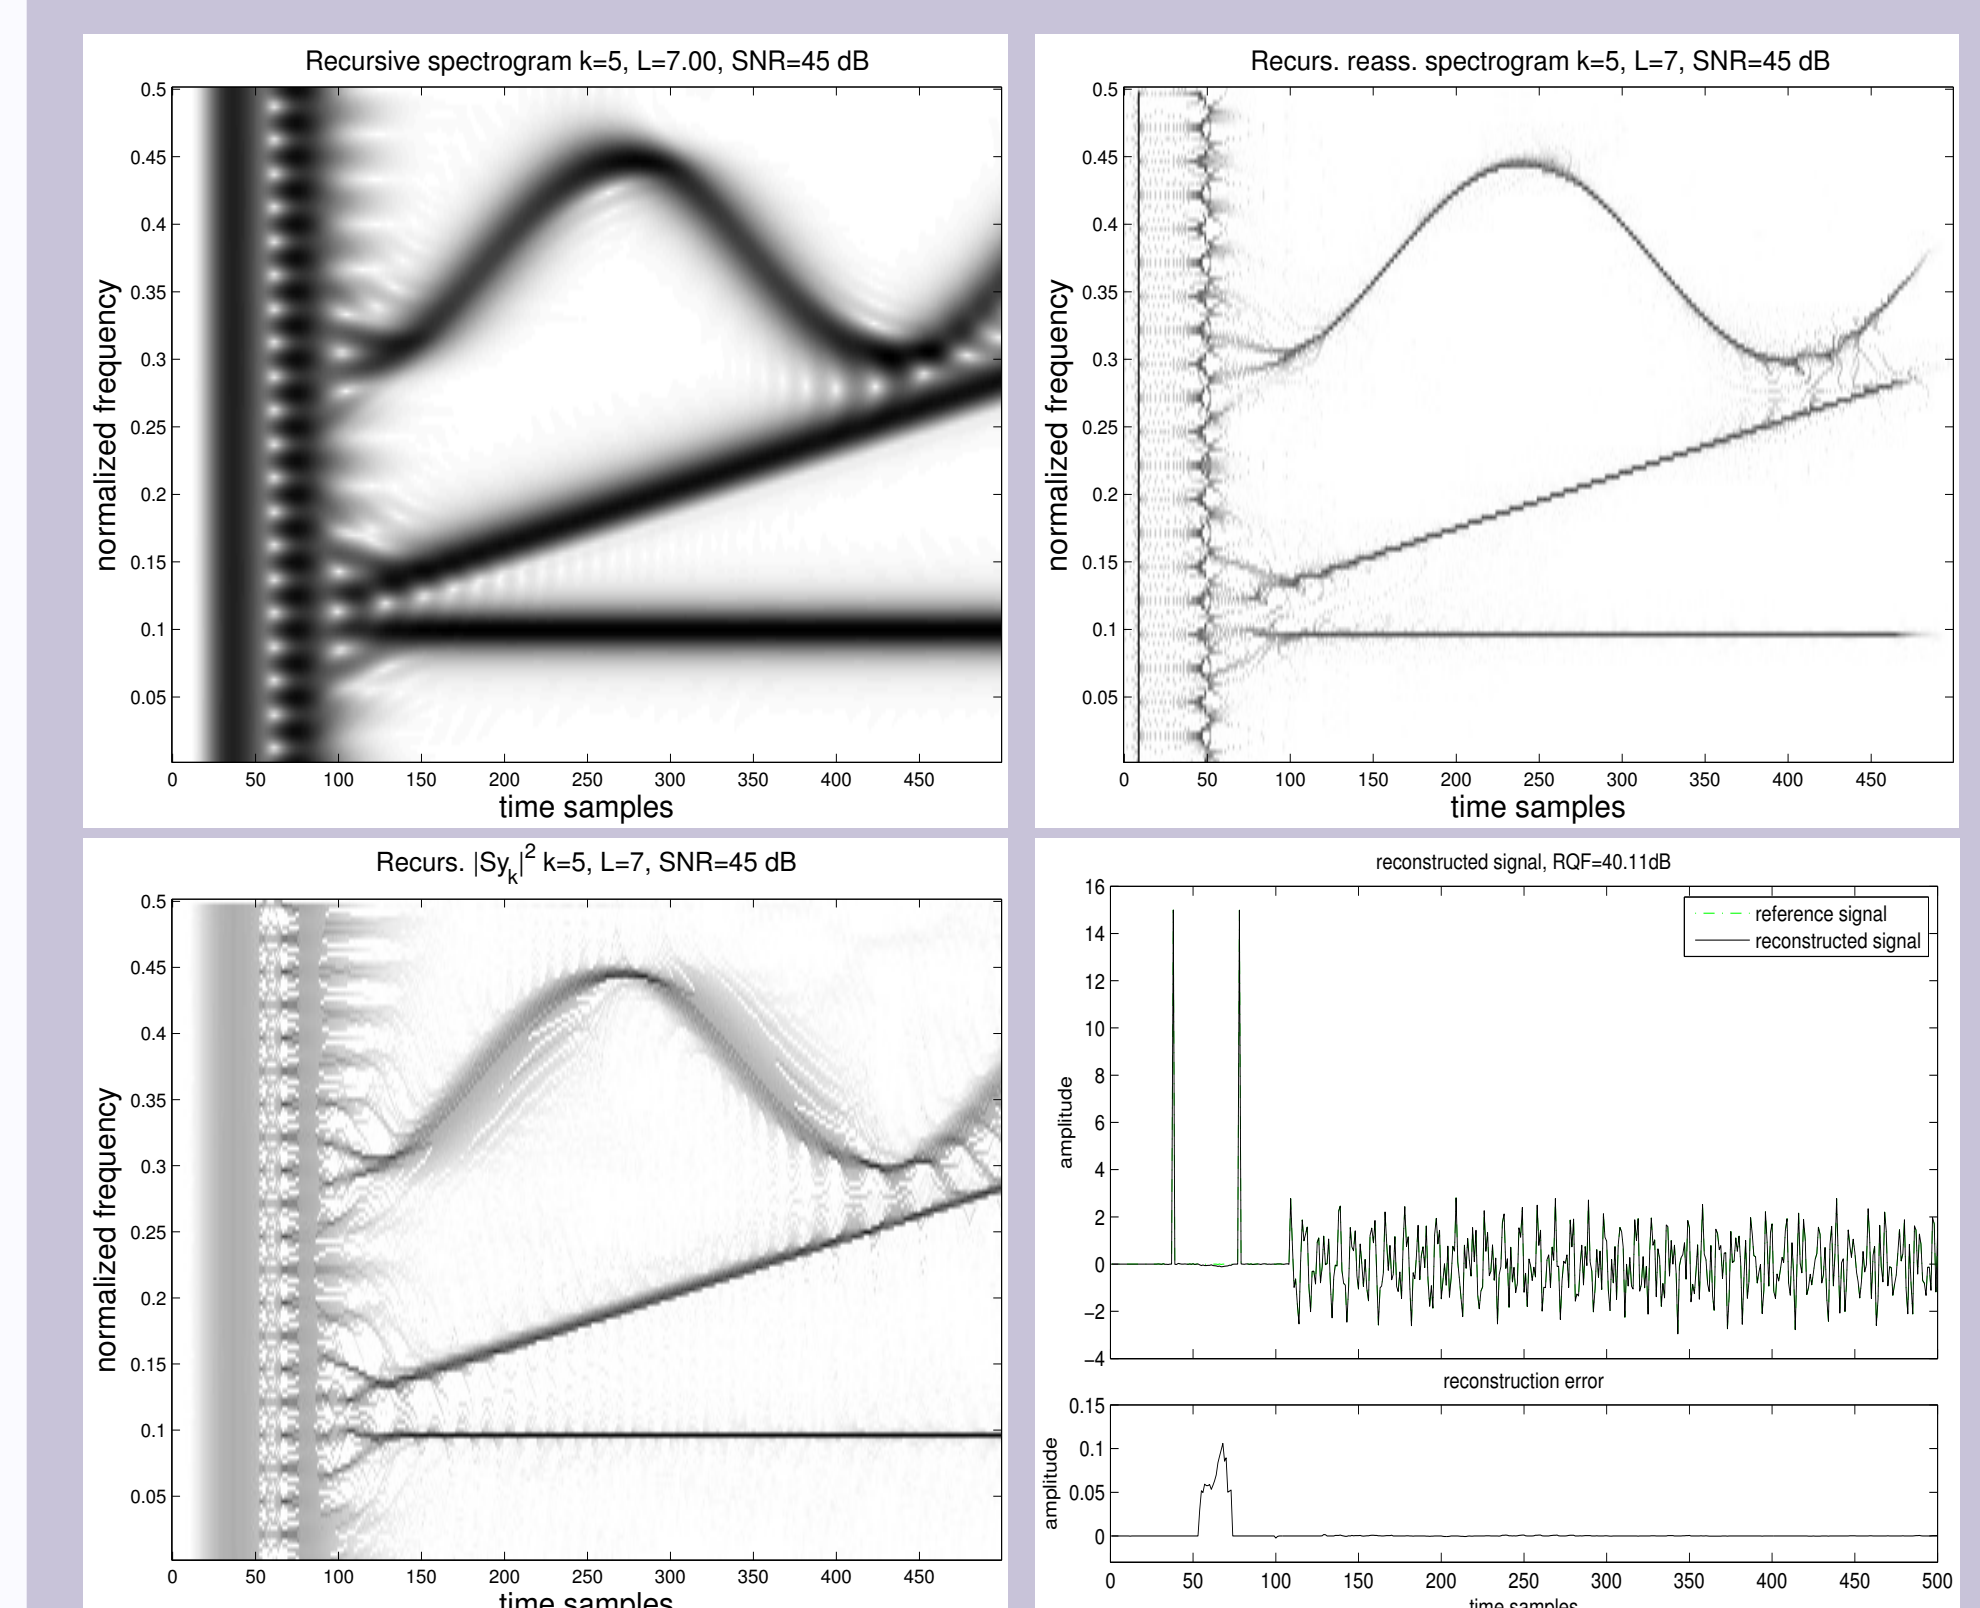 Recursive spectrogram k=5, L=7.00, SNR=45 dB
0.5
0.45
0.4
0.35
0.3
0.25
0.2
0.15
0.1
0.05
normalized frequency
0 50 100 150 200 250 300 350 400 450
time samples
Recurs. reass. spectrogram k=5, L=7, SNR=45 dB
0.5
0.45
0.4
0.35
0.3
0.25
0.2
0.15
0.1
0.05
normalized frequency
0 50 100 150 200 250 300 350 400 450
time samples
Recurs. |Sy_k|^2 k=5, L=7, SNR=45 dB
0.5
0.45
0.4
0.35
0.3
0.25
0.2
0.15
0.1
0.05
normalized frequency
0 50 100 150 200 250 300 350 400 450
time samples
reconstructed signal, RQF=40.11dB
16
14
12
10
8
6
4
2
0
−2
−4
amplitude
reference signal
reconstructed signal
reconstruction error
0.15
0.1
0.05
0
amplitude
0 50 100 150 200 250 300 350 400 450 500
time samples